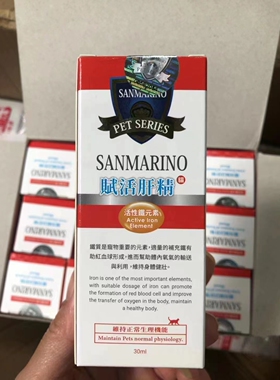 SANMARINO
PET SERIES
SANMARINO
賦活肝精
活性鐵元素
Active Iron
Element
鐵質是寵物重要的元素,適量的補充鐵有
助紅血球形成,進而幫助體內氧氣的輸送
與利用,維持身體健壯。
Iron is one of the most important elements,
with suitable dosage of iron can promote
the formation of red blood cell and improve
the transfer of oxygen in the body, maintain
a healthy body.
維持正常生理機能
Maintain Pets normal physiology.
30ml